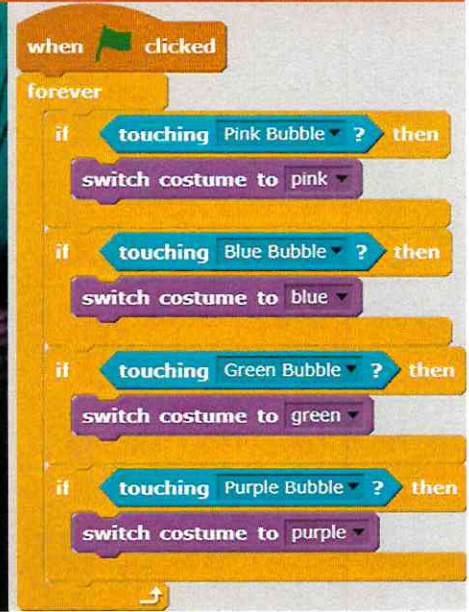 when clicked
forever
if touching Pink Bubble ? then
switch costume to pink
if touching Blue Bubble ? then
switch costume to blue
if touching Green Bubble ? then
switch costume to green
if touching Purple Bubble ? then
switch costume to purple